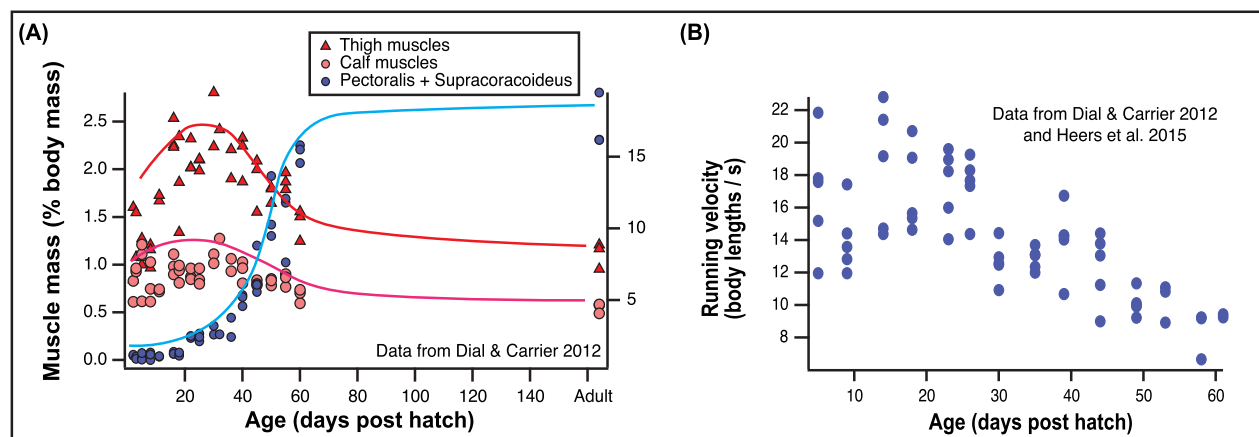 (A)
Thigh muscles
Calf muscles
Pectoralis + Supracoracoideus
Muscle mass (% body mass)
2.5
2.0
1.5
1.0
0.5
0.0
15
10
5
Data from Dial & Carrier 2012
20
40
60
80
100
120
140
Adult
Age (days post hatch)
(B)
Data from Dial & Carrier 2012
and Heers et al. 2015
Running velocity
(body lengths / s)
22
20
18
16
14
12
10
8
10
20
30
40
50
60
Age (days post hatch)